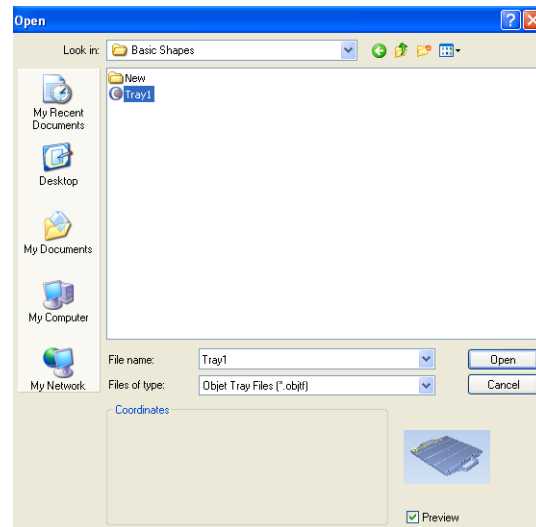 Open
Look in: Basic Shapes
New
Tray1
My Recent
Documents
Desktop
My Documents
My Computer
My Network
File name: Tray1 Open
Files of type: Objet Tray Files (*.objtf) Cancel
Coordinates
Preview